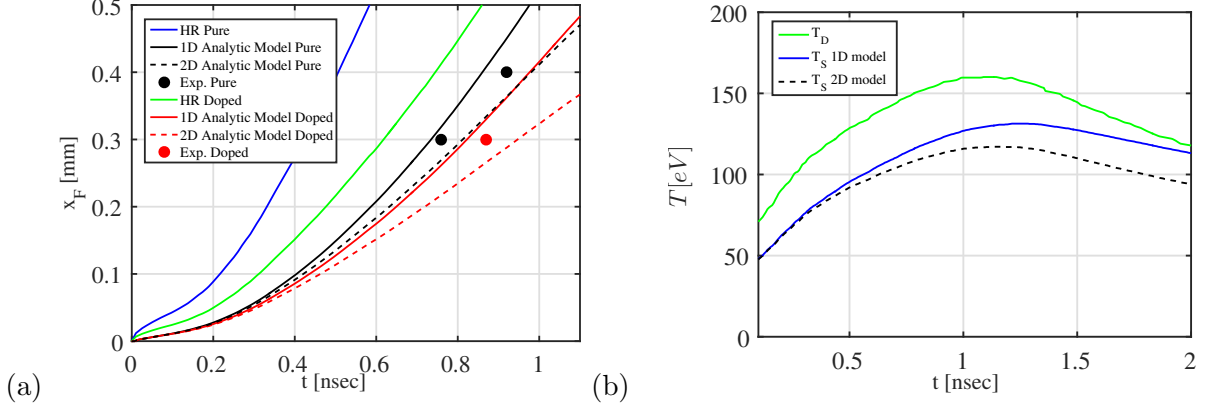 0.5
0.4
0.3
0.2
0.1
0
x_F [mm]
HR Pure
1D Analytic Model Pure
2D Analytic Model Pure
Exp. Pure
HR Doped
1D Analytic Model Doped
2D Analytic Model Doped
Exp. Doped
0 0.2 0.4 0.6 0.8 1
t [nsec]
(a)
200
150
100
50
0
T [eV]
T_D
T_S 1D model
T_S 2D model
0.5 1 1.5 2
t [nsec]
(b)